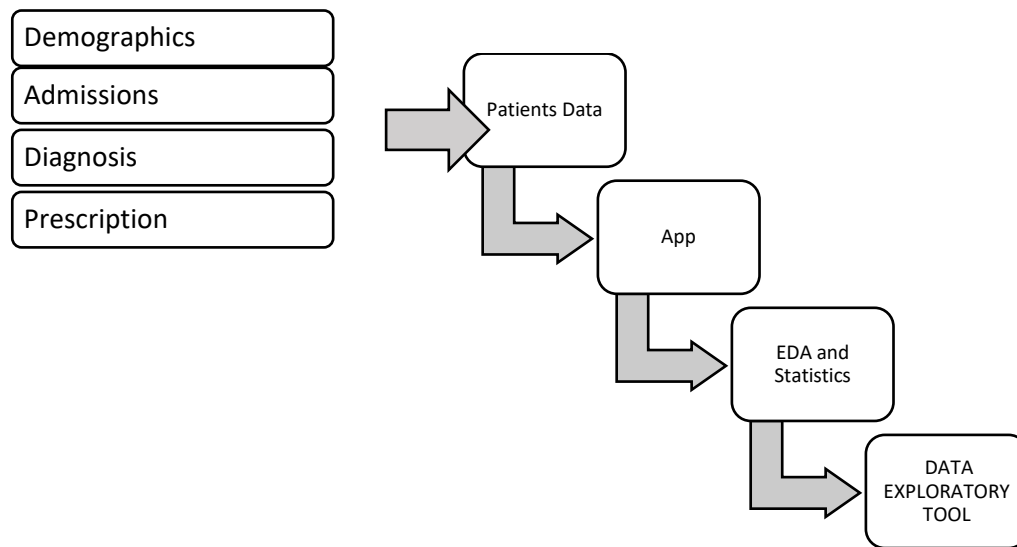 Demographics
Admissions
Diagnosis
Prescription
Patients Data
App
EDA and
Statistics
DATA
EXPLORATORY
TOOL